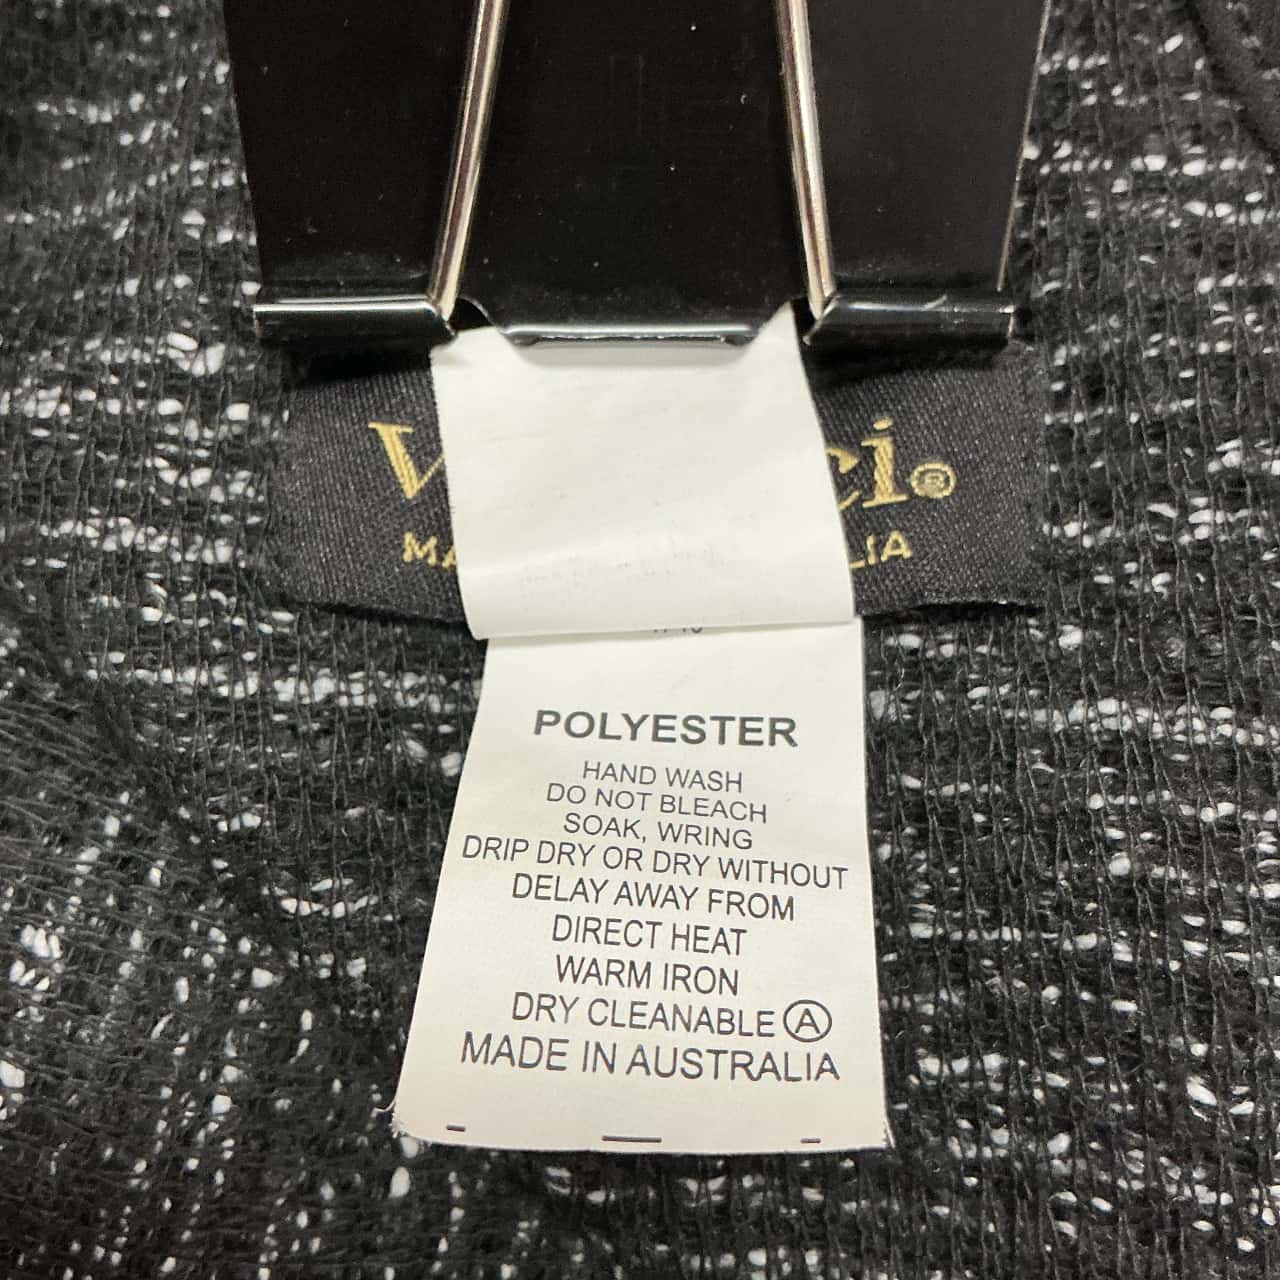 POLYESTER
HAND WASH
DO NOT BLEACH
SOAK, WRING
DRIP DRY OR DRY WITHOUT
DELAY AWAY FROM
DIRECT HEAT
WARM IRON
DRY CLEANABLE Ⓐ
MADE IN AUSTRALIA